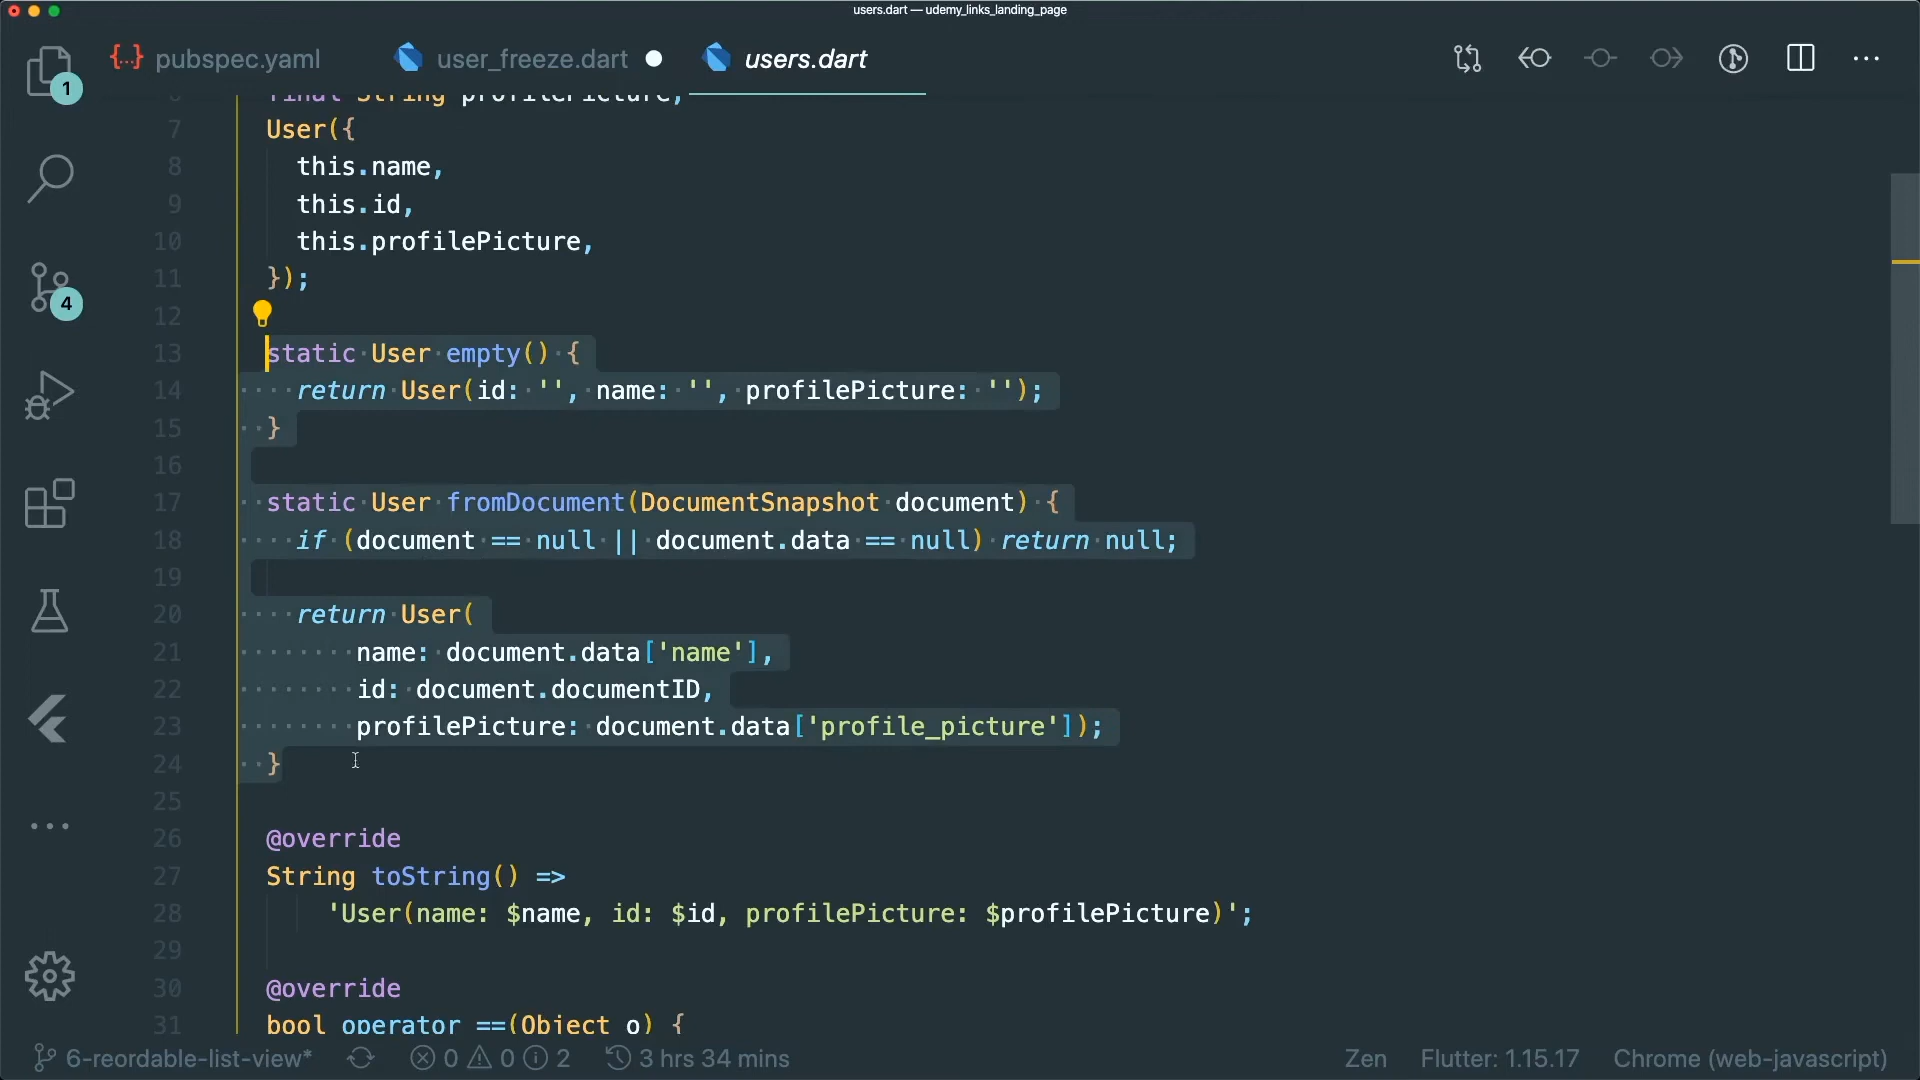 users.dart — udemy_links_landing_page
{..} pubspec.yaml
user_freeze.dart
users.dart
1
final String profilePicture;
7 User({
8 this.name,
9 this.id,
10 this.profilePicture,
11 });
12
13 static User empty() {
14 return User(id: '', name: '', profilePicture: '');
15 }
16
17 static User fromDocument(DocumentSnapshot document) {
18 if (document == null || document.data == null) return null;
19
20 return User(
21 name: document.data['name'],
22 id: document.documentID,
23 profilePicture: document.data['profile_picture']);
24 }
25
26 @override
27 String toString() =>
28 'User(name: $name, id: $id, profilePicture: $profilePicture)';
29
30 @override
31 bool operator ==(Object o) {
4
6-reordable-list-view*
0
0
2
3 hrs 34 mins
Zen
Flutter: 1.15.17
Chrome (web-javascript)